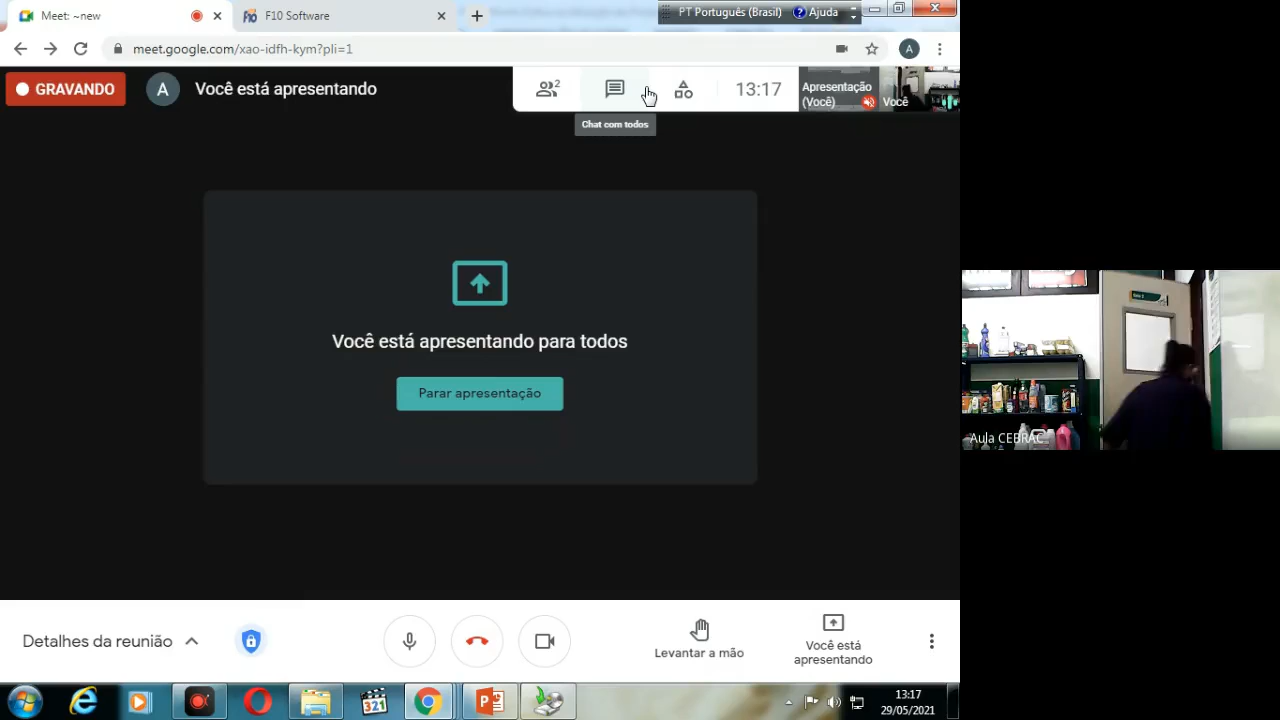 Meet: ~new
F10 Software
PT Português (Brasil)
Ajuda
meet.google.com/xao-idfh-kym?pli=1
A
GRAVANDO
A
Você está apresentando
2
13:17
Apresentação
(Você)
Você
Chat com todos
Você está apresentando para todos
Parar apresentação
Aula CEBRAC
Detalhes da reunião
Levantar a mão
Você está
apresentando
321
13:17
29/05/2021